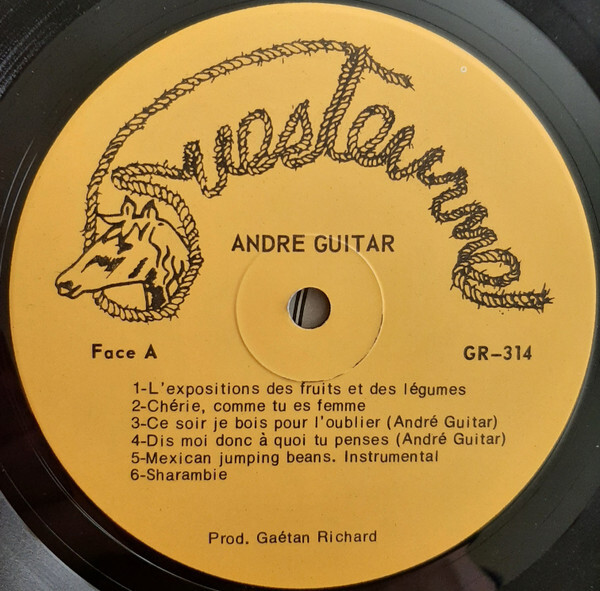 Ouesteurne
ANDRE GUITAR
Face A
GR-314
1-L'expositions des fruits et des légumes
2-Chérie, comme tu es femme
3-Ce soir je bois pour l'oublier (André Guitar)
4-Dis moi donc à quoi tu penses (André Guitar)
5-Mexican jumping beans. Instrumental
6-Sharambie
Prod. Gaétan Richard